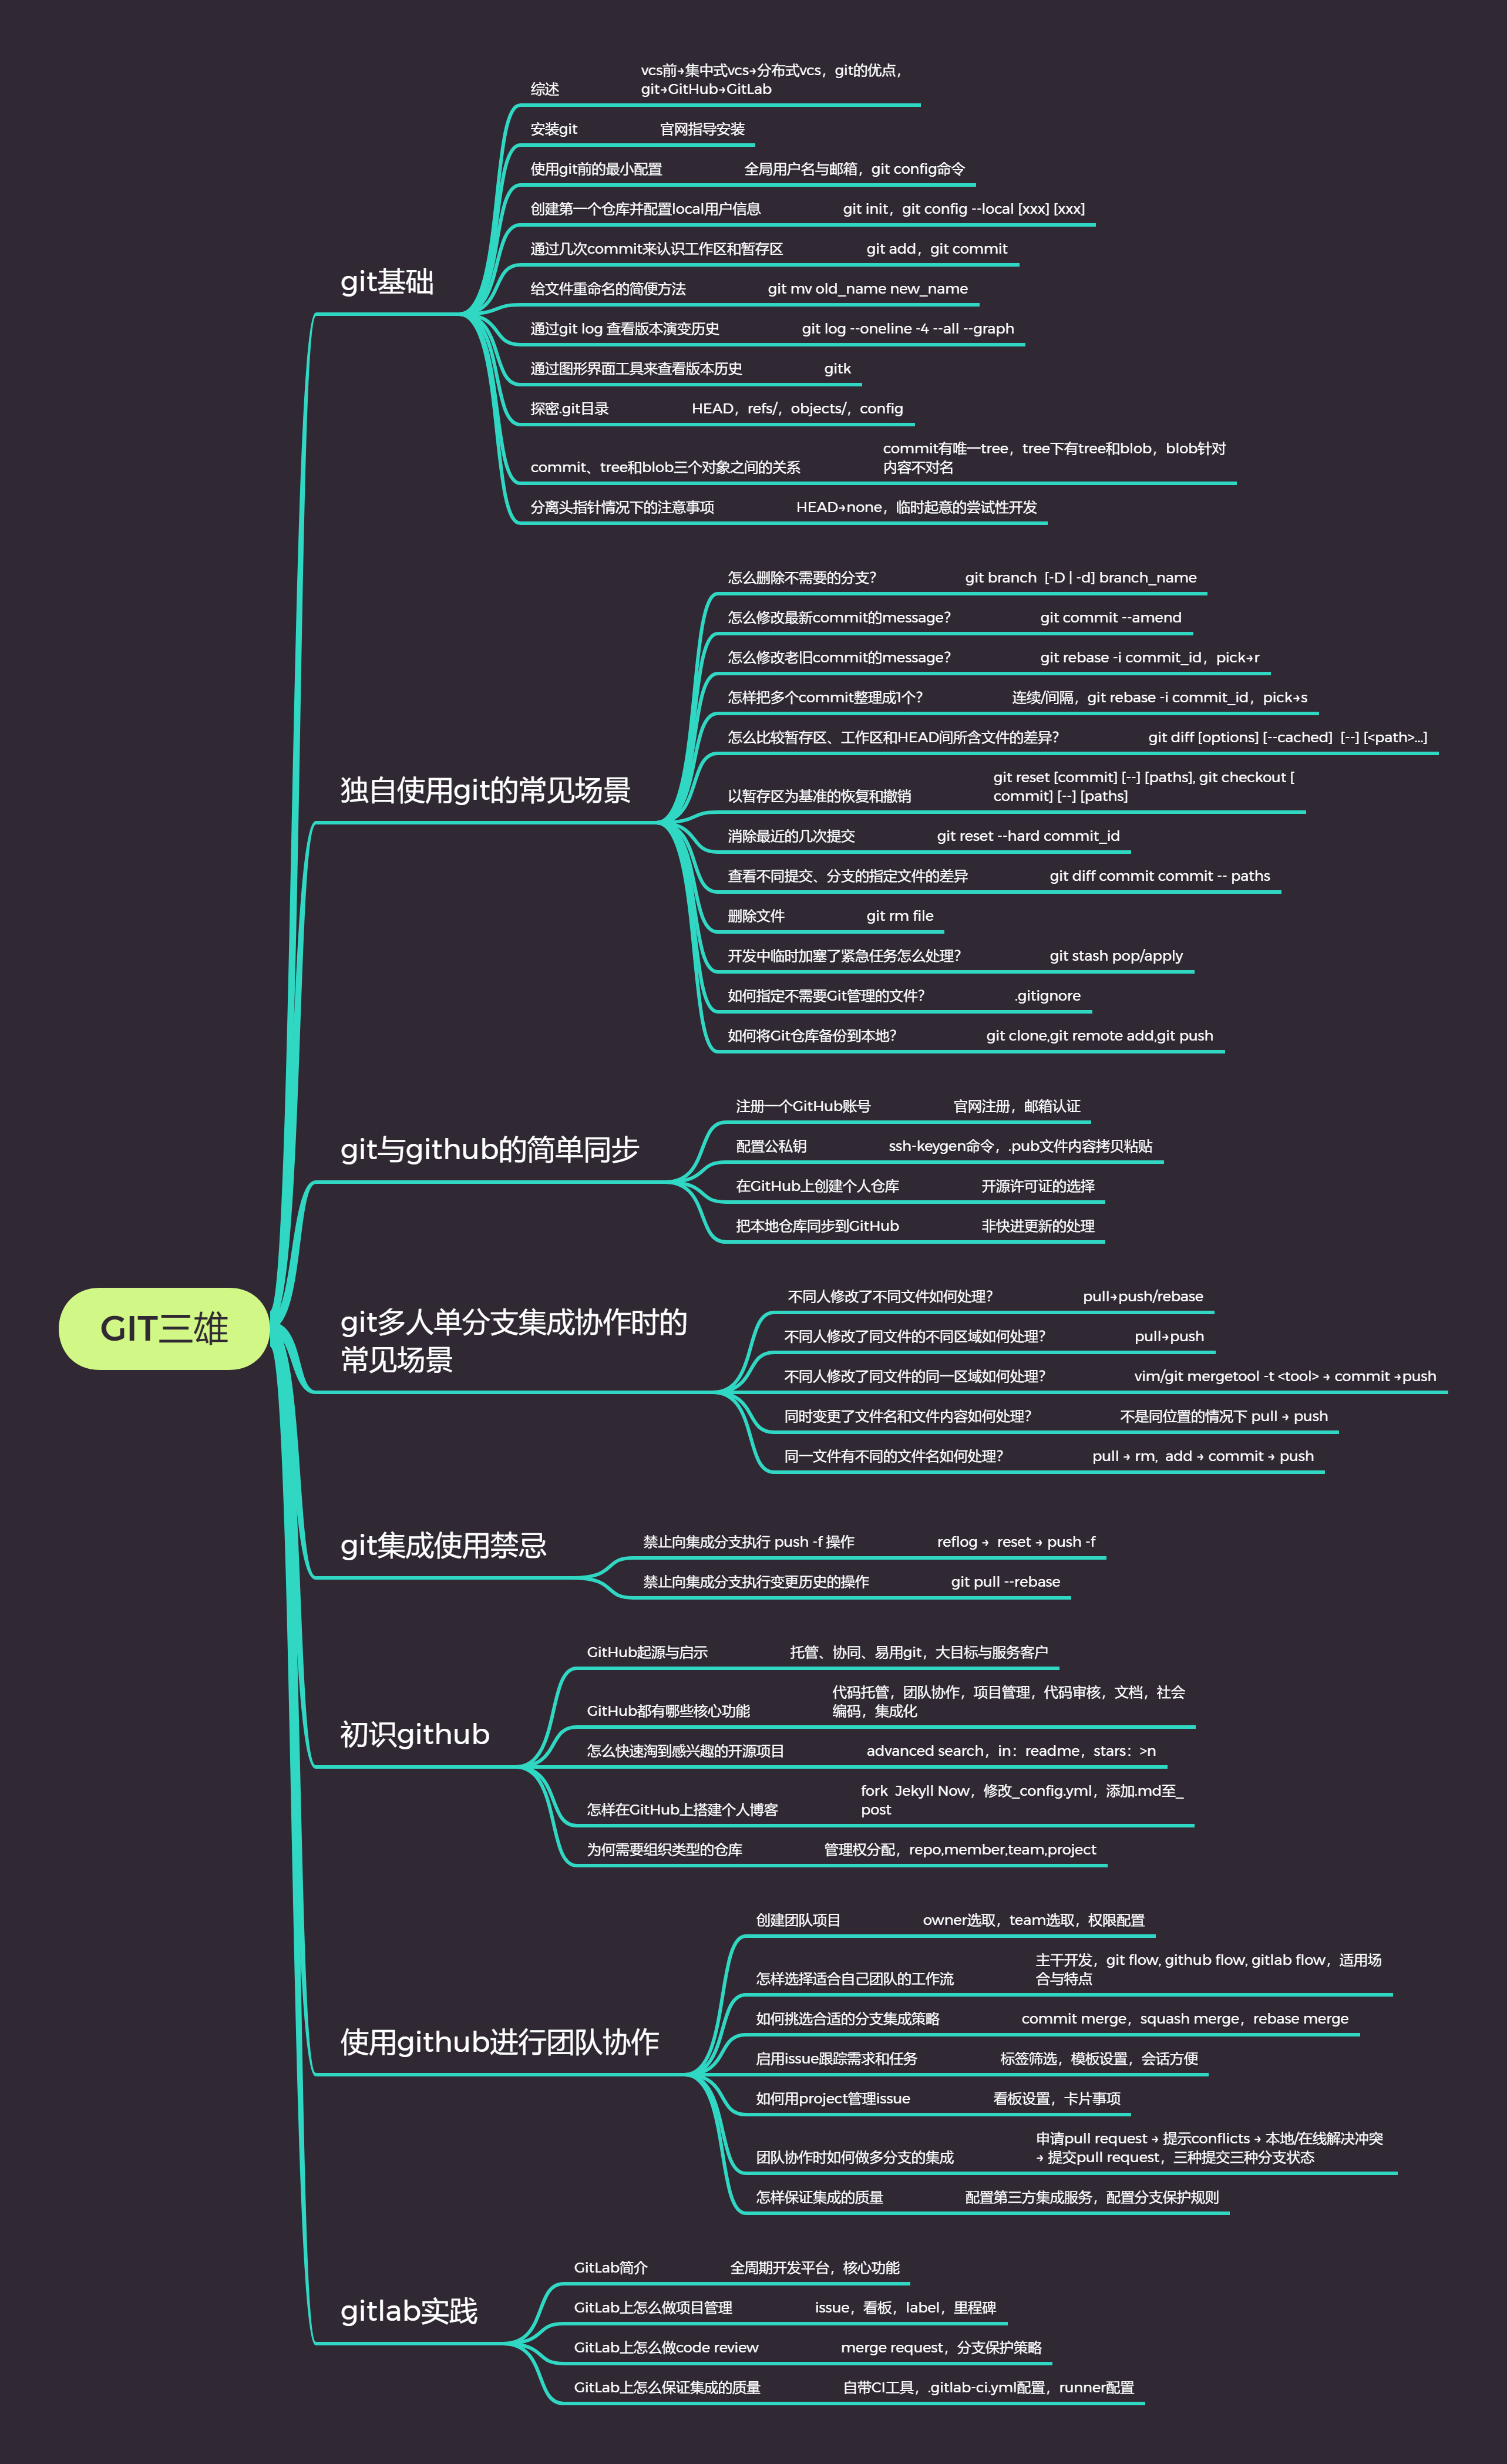 GIT三雄
git基础
综述
vcs前→集中式vcs→分布式vcs，git的优点，
git→GitHub→GitLab
安装git
官网指导安装
使用git前的最小配置
全局用户名与邮箱，git config命令
创建第一个仓库并配置local用户信息
git init，git config --local [xxx] [xxx]
通过几次commit来认识工作区和暂存区
git add，git commit
给文件重命名的简便方法
git mv old_name new_name
通过git log 查看版本演变历史
git log --oneline -4 --all --graph
通过图形界面工具来查看版本历史
gitk
探密.git目录
HEAD，refs/，objects/，config
commit、tree和blob三个对象之间的关系
commit有唯一tree，tree下有tree和blob，blob针对
内容不对名
分离头指针情况下的注意事项
HEAD→none，临时起意的尝试性开发
独自使用git的常见场景
怎么删除不需要的分支？
git branch [-D | -d] branch_name
怎么修改最新commit的message？
git commit --amend
怎么修改老旧commit的message？
git rebase -i commit_id，pick→r
怎样把多个commit整理成1个？
连续/间隔，git rebase -i commit_id，pick→s
怎么比较暂存区、工作区和HEAD间所含文件的差异？
git diff [options] [--cached] [--] [<path>...]
以暂存区为基准的恢复和撤销
git reset [commit] [--] [paths], git checkout [
commit] [--] [paths]
消除最近的几次提交
git reset --hard commit_id
查看不同提交、分支的指定文件的差异
git diff commit commit -- paths
删除文件
git rm file
开发中临时加塞了紧急任务怎么处理？
git stash pop/apply
如何指定不需要Git管理的文件？
.gitignore
如何将Git仓库备份到本地？
git clone,git remote add,git push
git与github的简单同步
注册一个GitHub账号
官网注册，邮箱认证
配置公私钥
ssh-keygen命令，.pub文件内容拷贝粘贴
在GitHub上创建个人仓库
开源许可证的选择
把本地仓库同步到GitHub
非快进更新的处理
git多人单分支集成协作时的
常见场景
不同人修改了不同文件如何处理？
pull→push/rebase
不同人修改了同文件的不同区域如何处理？
pull→push
不同人修改了同文件的同一区域如何处理？
vim/git mergetool -t <tool> → commit →push
同时变更了文件名和文件内容如何处理？
不是同位置的情况下 pull → push
同一文件有不同的文件名如何处理？
pull → rm，add → commit → push
git集成使用禁忌
禁止向集成分支执行 push -f 操作
reflog → reset → push -f
禁止向集成分支执行变更历史的操作
git pull --rebase
初识github
GitHub起源与启示
托管、协同、易用git，大目标与服务客户
GitHub都有哪些核心功能
代码托管，团队协作，项目管理，代码审核，文档，社会
编码，集成化
怎么快速淘到感兴趣的开源项目
advanced search，in：readme，stars：>n
怎样在GitHub上搭建个人博客
fork Jekyll Now，修改_config.yml，添加.md至_
post
为何需要组织类型的仓库
管理权分配，repo,member,team,project
使用github进行团队协作
创建团队项目
owner选取，team选取，权限配置
怎样选择适合自己团队的工作流
主干开发，git flow, github flow, gitlab flow，适用场
合与特点
如何挑选合适的分支集成策略
commit merge，squash merge，rebase merge
启用issue跟踪需求和任务
标签筛选，模板设置，会话方便
如何用project管理issue
看板设置，卡片事项
团队协作时如何做多分支的集成
申请pull request → 提示conflicts → 本地/在线解决冲突
→ 提交pull request，三种提交三种分支状态
怎样保证集成的质量
配置第三方集成服务，配置分支保护规则
gitlab实践
GitLab简介
全周期开发平台，核心功能
GitLab上怎么做项目管理
issue，看板，label，里程碑
GitLab上怎么做code review
merge request，分支保护策略
GitLab上怎么保证集成的质量
自带CI工具，.gitlab-ci.yml配置，runner配置